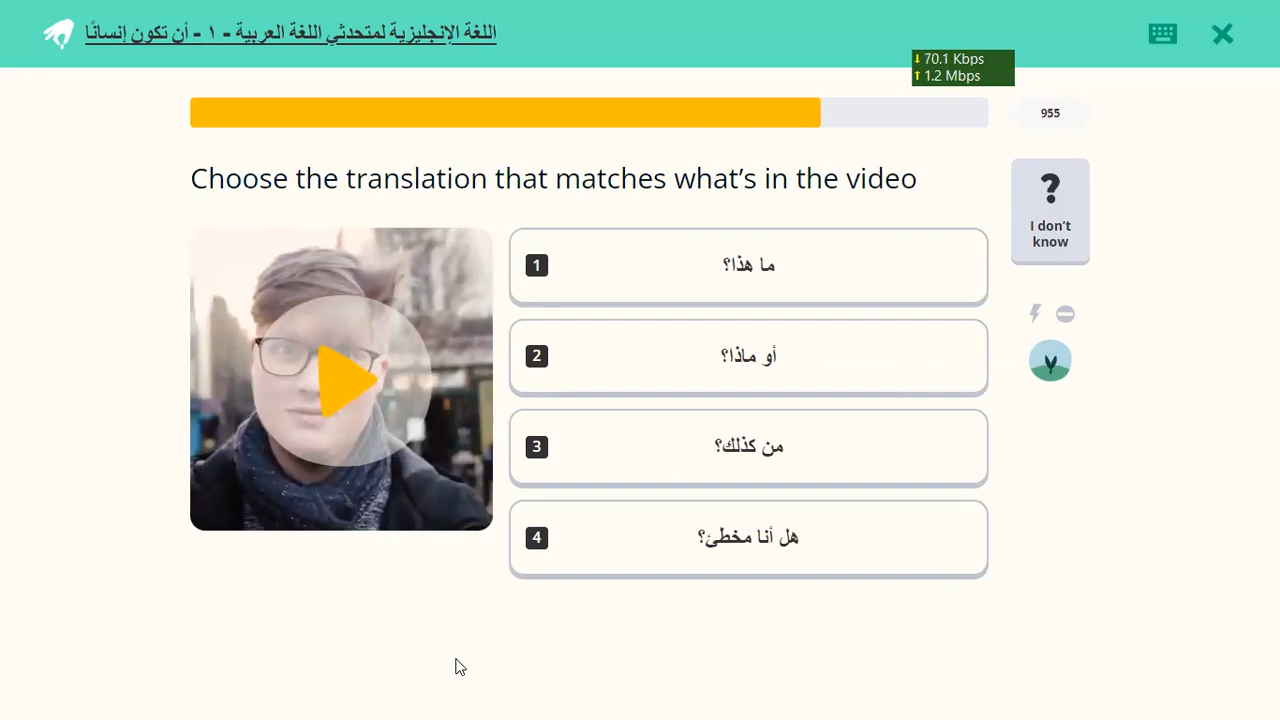 اللغة الإنجليزية لمتحدثي اللغة العربية - ١ - أن تكون إنسانًا
↓ 70.1 Kbps
↑ 1.2 Mbps
955
Choose the translation that matches what's in the video
?
I don't
know
1 ما هذا؟
2 أو ماذا؟
3 من كذلك؟
4 هل أنا مخطئ؟